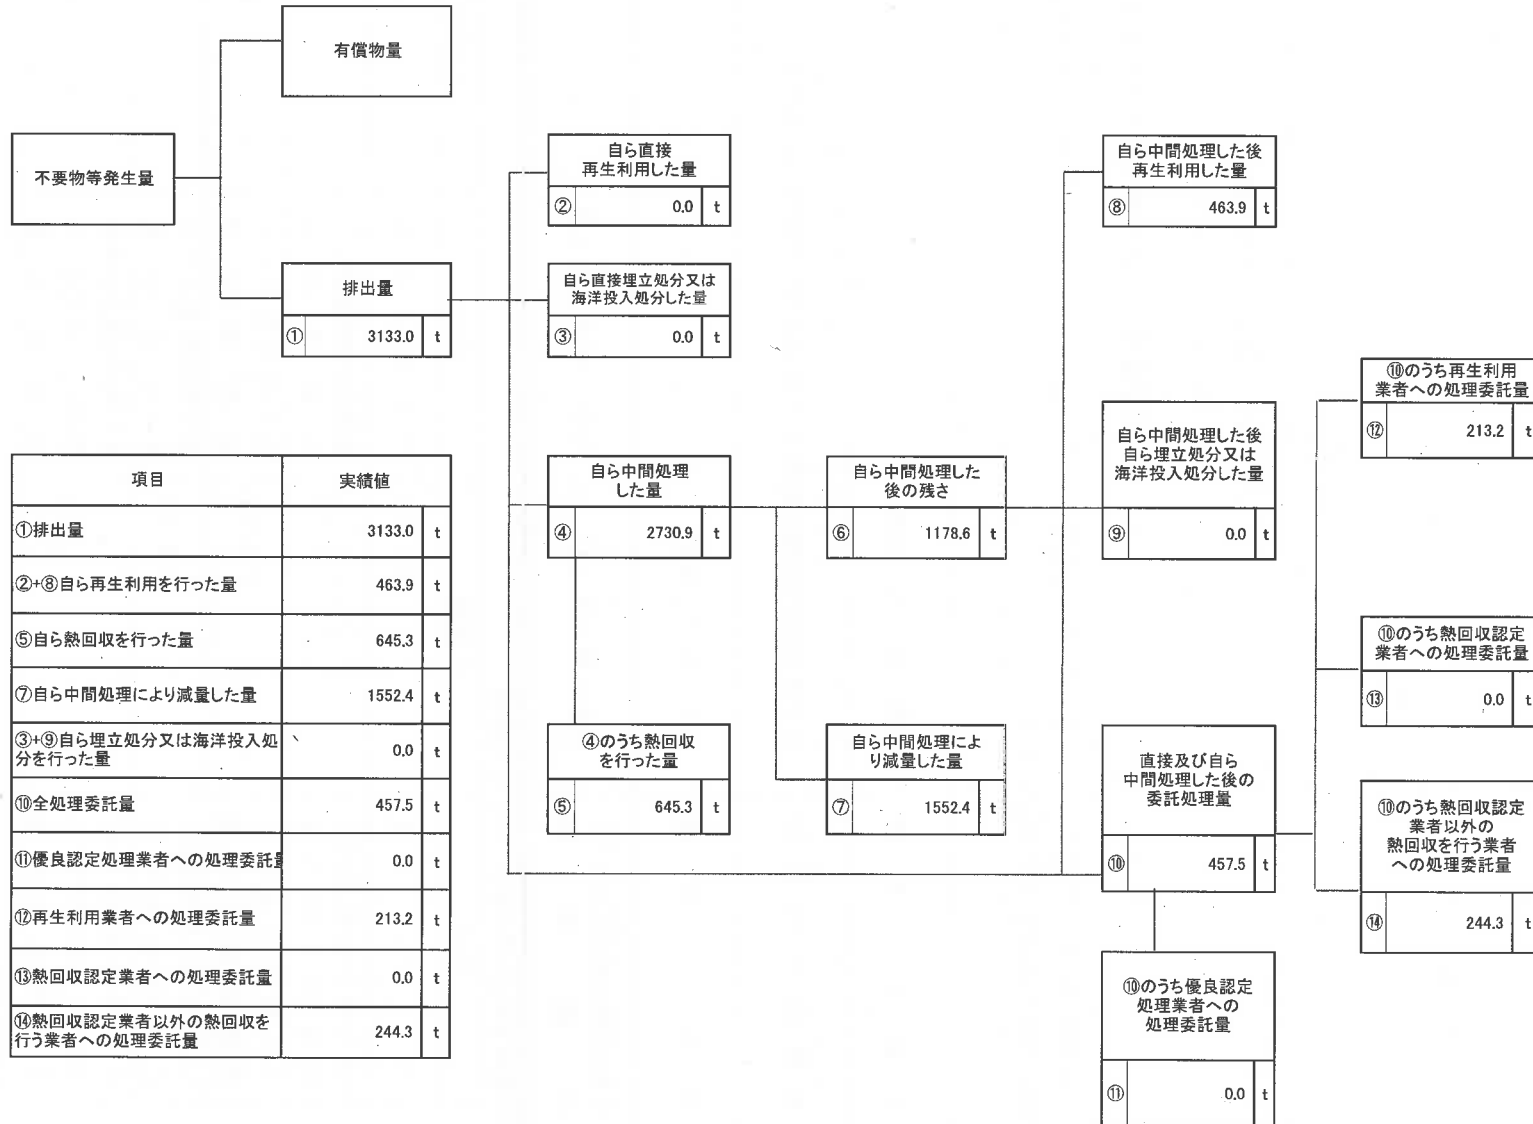 有償物量
不要物等発生量
排出量
① 3133.0 t
自ら直接
再生利用した量
② 0.0 t
自ら直接埋立処分又は
海洋投入処分した量
③ 0.0 t
自ら中間処理
した量
④ 2730.9 t
④のうち熱回収
を行った量
⑤ 645.3 t
自ら中間処理した
後の残さ
⑥ 1178.6 t
自ら中間処理によ
り減量した量
⑦ 1552.4 t
自ら中間処理した後
再生利用した量
⑧ 463.9 t
自ら中間処理した後
自ら埋立処分又は
海洋投入処分した量
⑨ 0.0 t
直接及び自ら
中間処理した後の
委託処理量
⑩ 457.5 t
⑩のうち優良認定
処理業者への
処理委託量
⑪ 0.0 t
⑩のうち再生利用
業者への処理委託量
⑫ 213.2 t
⑩のうち熱回収認定
業者への処理委託量
⑬ 0.0 t
⑩のうち熱回収認定
業者以外の
熱回収を行う業者
への処理委託量
⑭ 244.3 t
項目 実績値
①排出量 3133.0 t
②+⑧自ら再生利用を行った量 463.9 t
⑤自ら熱回収を行った量 645.3 t
⑦自ら中間処理により減量した量 1552.4 t
③+⑨自ら埋立処分又は海洋投入処
分を行った量 0.0 t
⑩全処理委託量 457.5 t
⑪優良認定処理業者への処理委託量 0.0 t
⑫再生利用業者への処理委託量 213.2 t
⑬熱回収認定業者への処理委託量 0.0 t
⑭熱回収認定業者以外の熱回収を
行う業者への処理委託量 244.3 t